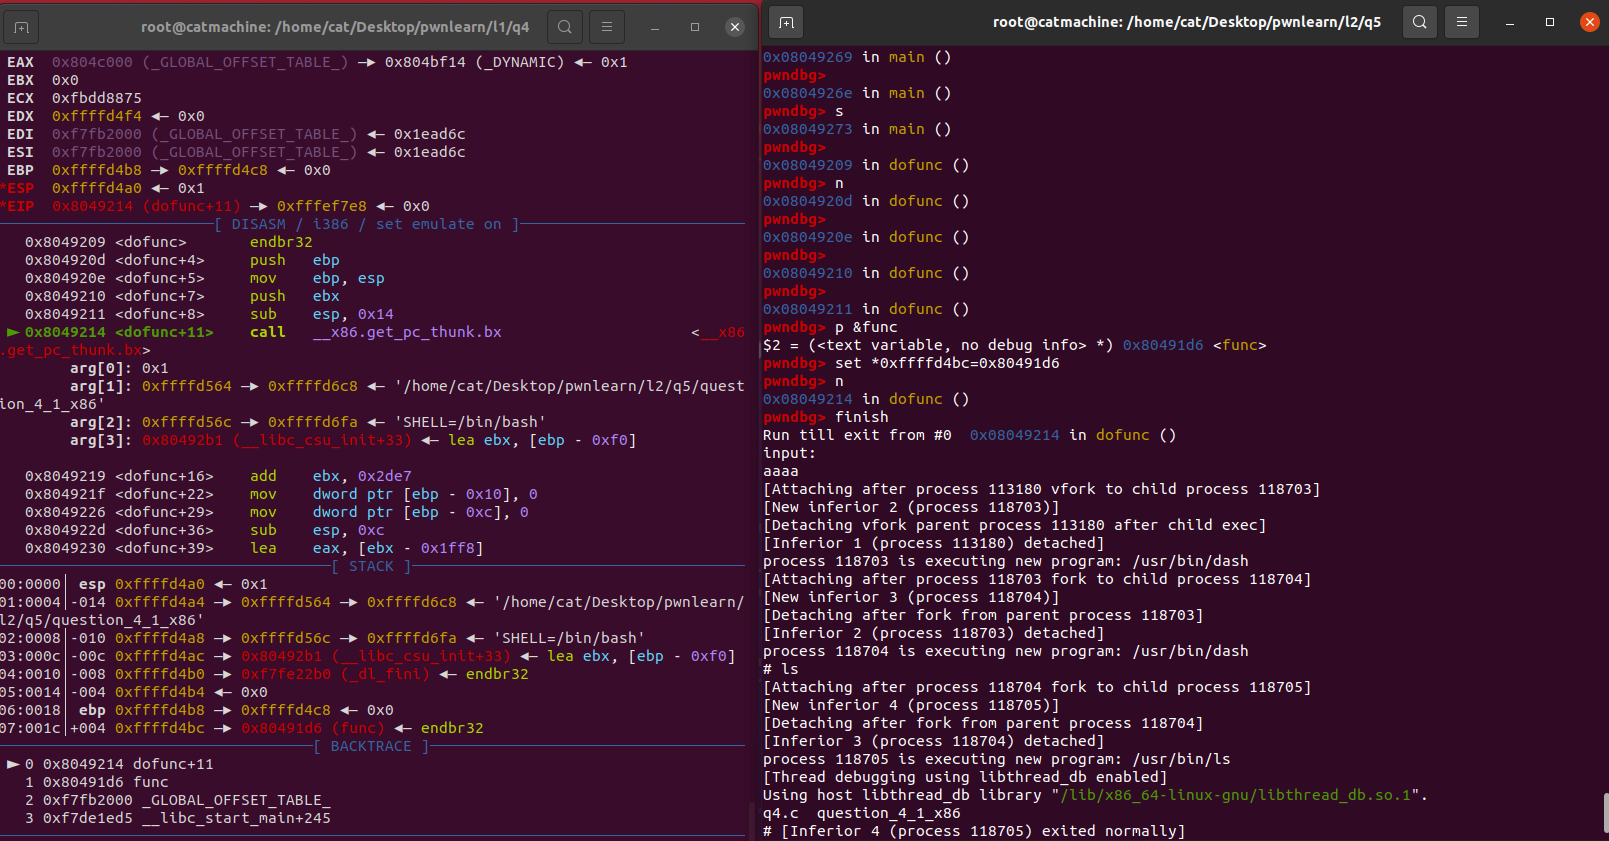 root@catmachine: /home/cat/Desktop/pwnlearn/l1/q4
EAX  0x804c000 (_GLOBAL_OFFSET_TABLE_) —▸ 0x804bf14 (_DYNAMIC) ◂— 0x1
EBX  0x0
ECX  0xfbdd8875
EDX  0xffffd4f4 ◂— 0x0
EDI  0xf7fb2000 (_GLOBAL_OFFSET_TABLE_) ◂— 0x1ead6c
ESI  0xf7fb2000 (_GLOBAL_OFFSET_TABLE_) ◂— 0x1ead6c
EBP  0xffffd4b8 —▸ 0xffffd4c8 ◂— 0x0
*ESP  0xffffd4a0 ◂— 0x1
*EIP  0x8049214 (dofunc+11) —▸ 0xfffef7e8 ◂— 0x0
[ DISASM / i386 / set emulate on ]
0x8049209 <dofunc>       endbr32
0x804920d <dofunc+4>     push   ebp
0x804920e <dofunc+5>     mov    ebp, esp
0x8049210 <dofunc+7>     push   ebx
0x8049211 <dofunc+8>     sub    esp, 0x14
► 0x8049214 <dofunc+11>    call   __x86.get_pc_thunk.bx                     <__x86
.get_pc_thunk.bx>
arg[0]: 0x1
arg[1]: 0xffffd564 —▸ 0xffffd6c8 ◂— '/home/cat/Desktop/pwnlearn/l2/q5/quest
ion_4_1_x86'
arg[2]: 0xffffd56c —▸ 0xffffd6fa ◂— 'SHELL=/bin/bash'
arg[3]: 0x80492b1 (__libc_csu_init+33) ◂— lea ebx, [ebp - 0xf0]
0x8049219 <dofunc+16>    add    ebx, 0x2de7
0x804921f <dofunc+22>    mov    dword ptr [ebp - 0x10], 0
0x8049226 <dofunc+29>    mov    dword ptr [ebp - 0xc], 0
0x804922d <dofunc+36>    sub    esp, 0xc
0x8049230 <dofunc+39>    lea    eax, [ebx - 0x1ff8]
[ STACK ]
00:0000│ esp 0xffffd4a0 ◂— 0x1
01:0004│-014 0xffffd4a4 —▸ 0xffffd564 —▸ 0xffffd6c8 ◂— '/home/cat/Desktop/pwnlearn/
l2/q5/question_4_1_x86'
02:0008│-010 0xffffd4a8 —▸ 0xffffd56c —▸ 0xffffd6fa ◂— 'SHELL=/bin/bash'
03:000c│-00c 0xffffd4ac —▸ 0x80492b1 (__libc_csu_init+33) ◂— lea ebx, [ebp - 0xf0]
04:0010│-008 0xffffd4b0 —▸ 0xf7fe22b0 (_dl_fini) ◂— endbr32
05:0014│-004 0xffffd4b4 ◂— 0x0
06:0018│ ebp 0xffffd4b8 —▸ 0xffffd4c8 ◂— 0x0
07:001c│+004 0xffffd4bc —▸ 0x80491d6 (func) ◂— endbr32
[ BACKTRACE ]
► 0 0x8049214 dofunc+11
1 0x80491d6 func
2 0xf7fb2000 _GLOBAL_OFFSET_TABLE_
3 0xf7de1ed5 __libc_start_main+245
root@catmachine: /home/cat/Desktop/pwnlearn/l2/q5
0x08049269 in main ()
pwndbg>
0x0804926e in main ()
pwndbg> s
0x08049273 in main ()
pwndbg>
0x08049209 in dofunc ()
pwndbg> n
0x0804920d in dofunc ()
pwndbg>
0x0804920e in dofunc ()
pwndbg>
0x08049210 in dofunc ()
pwndbg>
0x08049211 in dofunc ()
pwndbg> p &func
$2 = (<text variable, no debug info> *) 0x80491d6 <func>
pwndbg> set *0xffffd4bc=0x80491d6
pwndbg> n
0x08049214 in dofunc ()
pwndbg> finish
Run till exit from #0  0x08049214 in dofunc ()
input:
aaaa
[Attaching after process 113180 vfork to child process 118703]
[New inferior 2 (process 118703)]
[Detaching vfork parent process 113180 after child exec]
[Inferior 1 (process 113180) detached]
process 118703 is executing new program: /usr/bin/dash
[Attaching after process 118703 fork to child process 118704]
[New inferior 3 (process 118704)]
[Detaching after fork from parent process 118703]
[Inferior 2 (process 118703) detached]
process 118704 is executing new program: /usr/bin/dash
# ls
[Attaching after process 118704 fork to child process 118705]
[New inferior 4 (process 118705)]
[Detaching after fork from parent process 118704]
[Inferior 3 (process 118704) detached]
process 118705 is executing new program: /usr/bin/ls
[Thread debugging using libthread_db enabled]
Using host libthread_db library "/lib/x86_64-linux-gnu/libthread_db.so.1".
q4.c  question_4_1_x86
# [Inferior 4 (process 118705) exited normally]